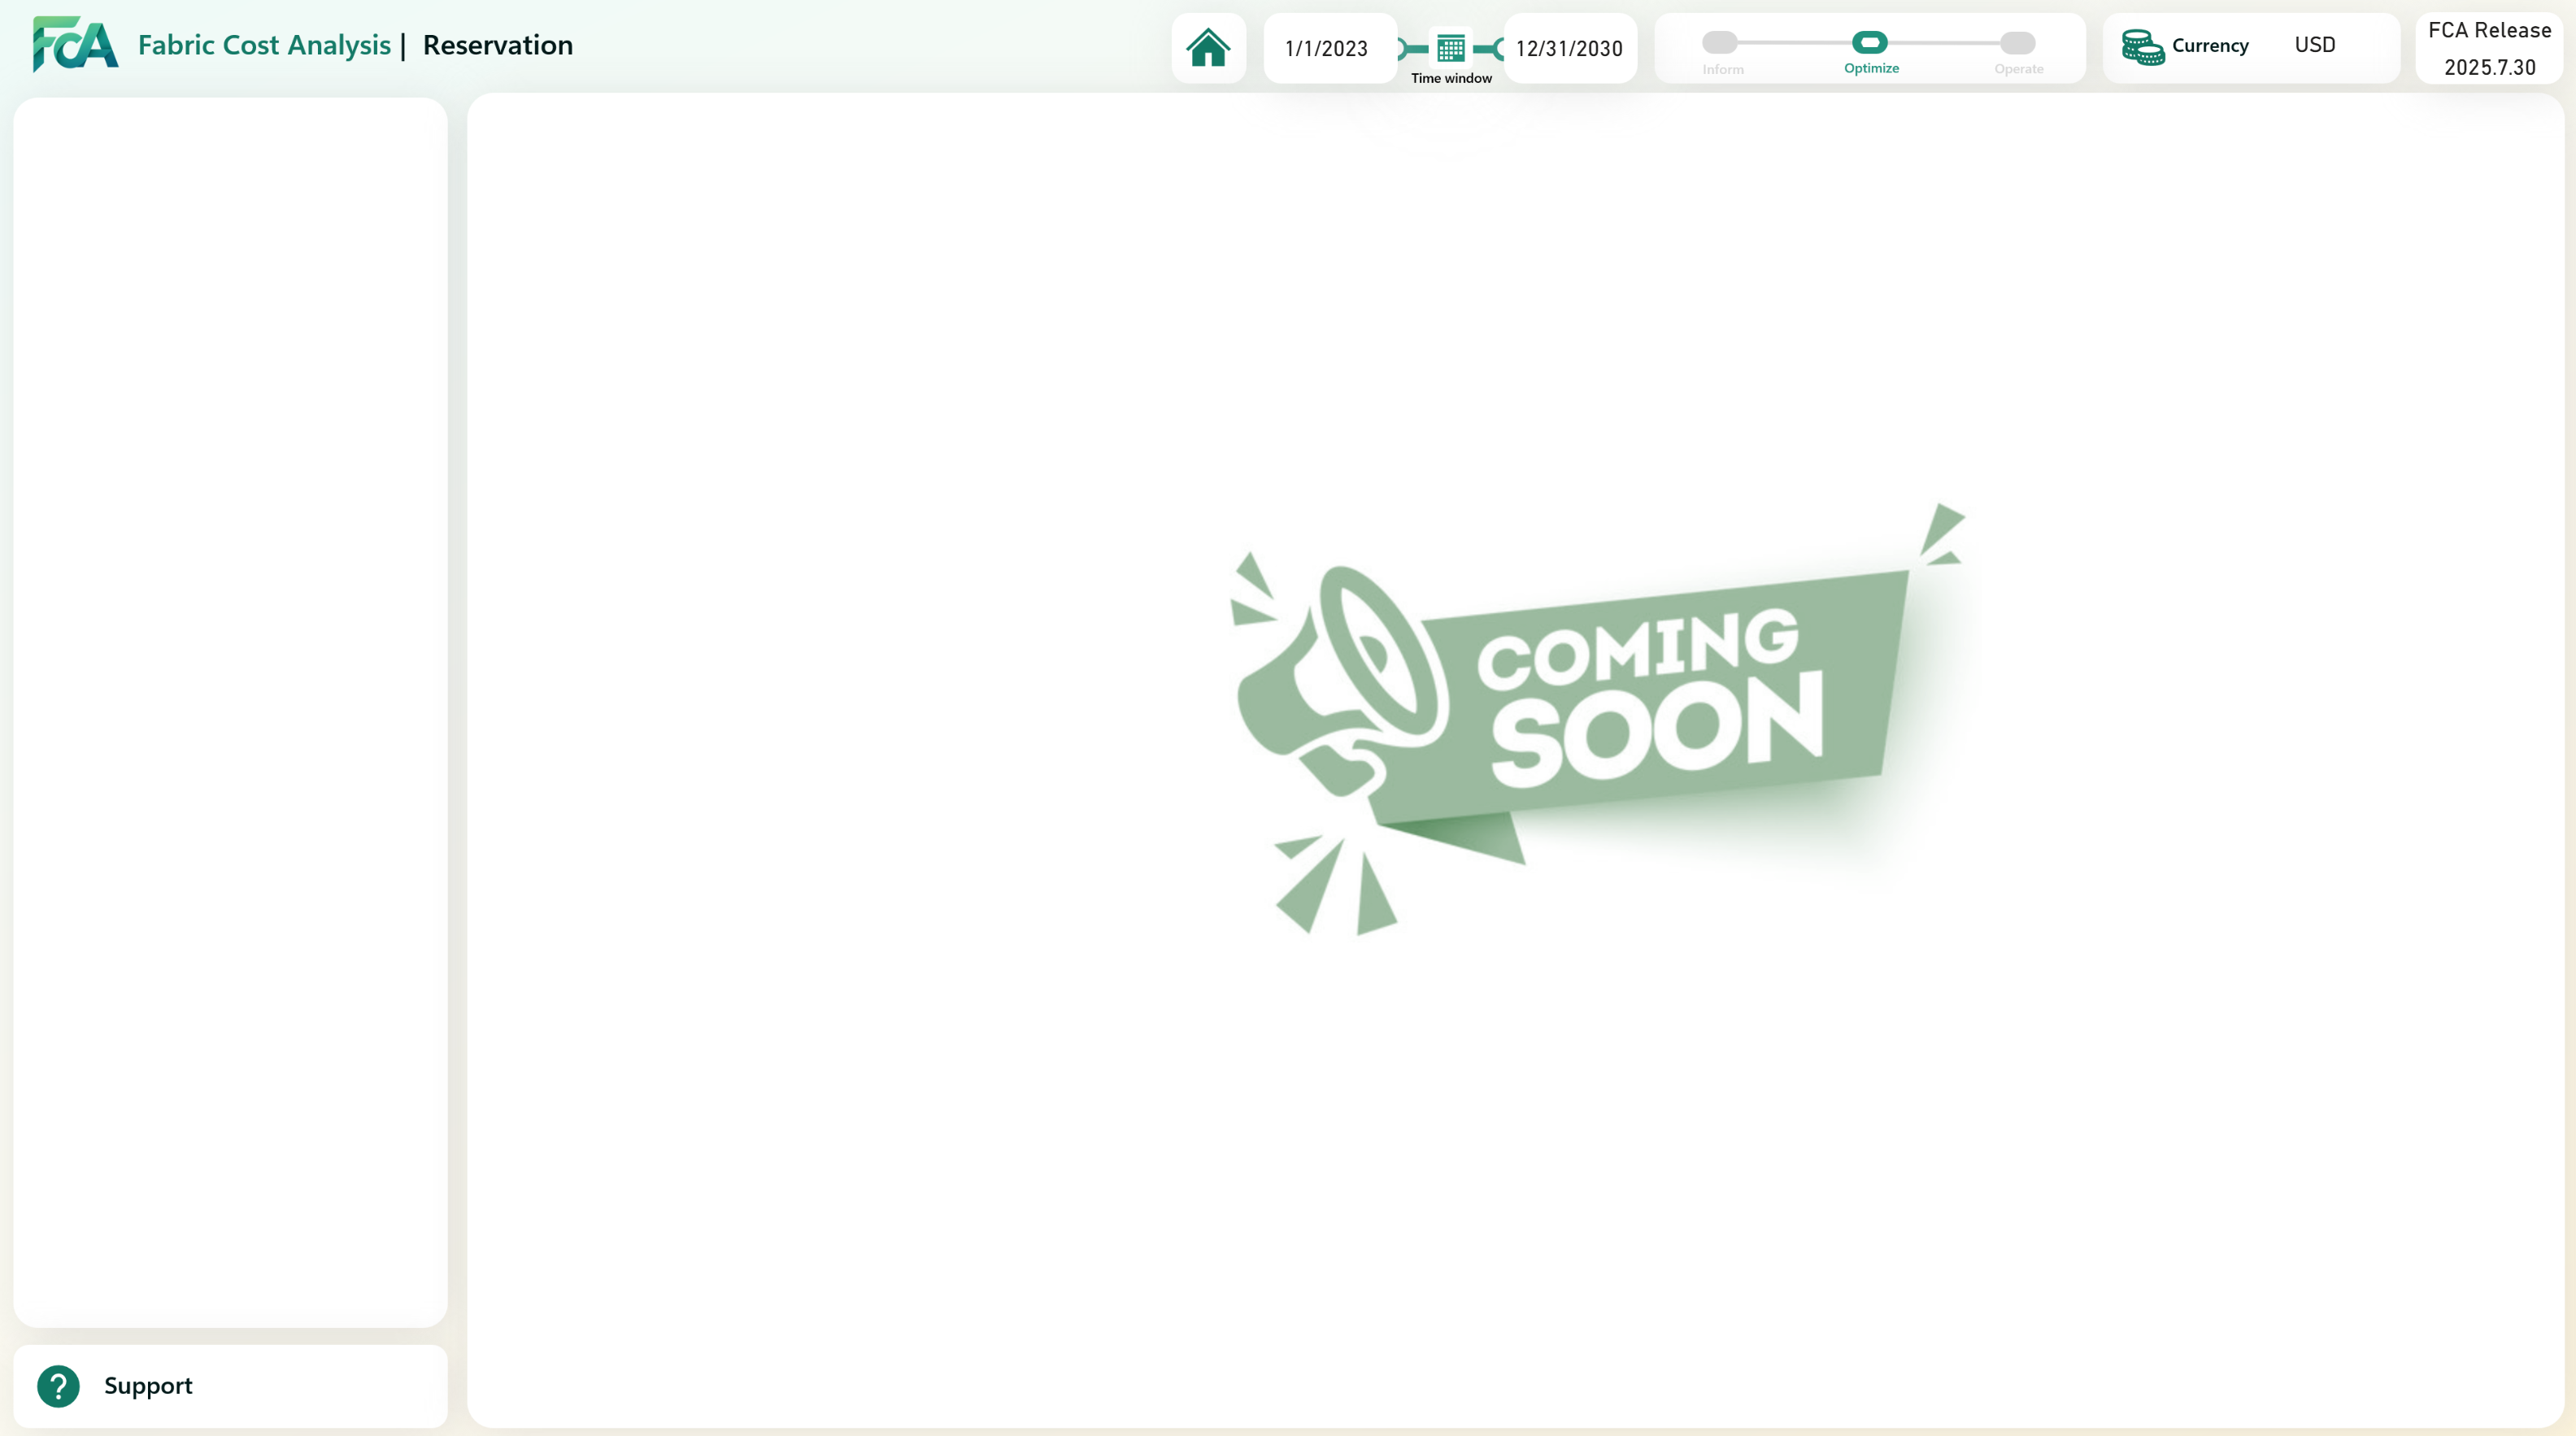 FCA Fabric Cost Analysis | Reservation
1/1/2023
Time window
12/31/2030
Inform
Optimize
Operate
Currency
USD
FCA Release
2025.7.30
COMING
SOON
? Support